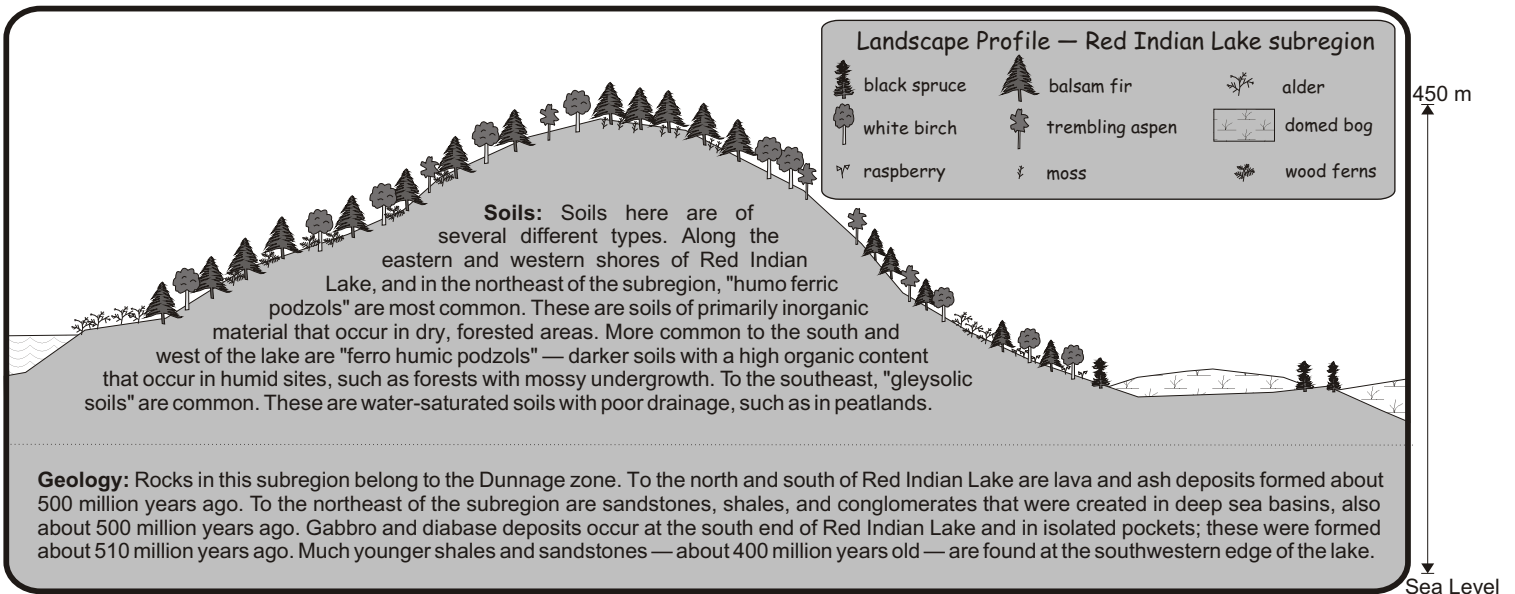 Landscape Profile — Red Indian Lake subregion
black spruce
balsam fir
alder
white birch
trembling aspen
domed bog
raspberry
moss
wood ferns
450 m
Soils: Soils here are of
several different types. Along the
eastern and western shores of Red Indian
Lake, and in the northeast of the subregion, "humo ferric
podzols" are most common. These are soils of primarily inorganic
material that occur in dry, forested areas. More common to the south and
west of the lake are "ferro humic podzols" — darker soils with a high organic content
that occur in humid sites, such as forests with mossy undergrowth. To the southeast, "gleysolic
soils" are common. These are water-saturated soils with poor drainage, such as in peatlands.
Geology: Rocks in this subregion belong to the Dunnage zone. To the north and south of Red Indian Lake are lava and ash deposits formed about
500 million years ago. To the northeast of the subregion are sandstones, shales, and conglomerates that were created in deep sea basins, also
about 500 million years ago. Gabbro and diabase deposits occur at the south end of Red Indian Lake and in isolated pockets; these were formed
about 510 million years ago. Much younger shales and sandstones — about 400 million years old — are found at the southwestern edge of the lake.
Sea Level